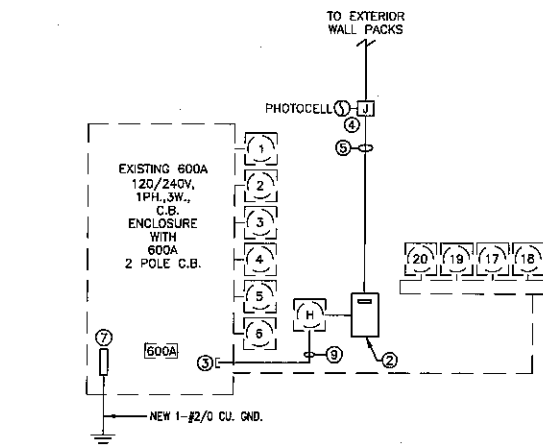 TO EXTERIOR
WALL PACKS
PHOTOCELL
J
4
5
EXISTING 600A
120/240V,
1PH.,3W.,
C.B.
ENCLOSURE
WITH
600A
2 POLE C.B.
1
2
3
4
5
6
20 19 17 18
H
7
600A
3
9
2
NEW 1-#2/0 CU. GND.